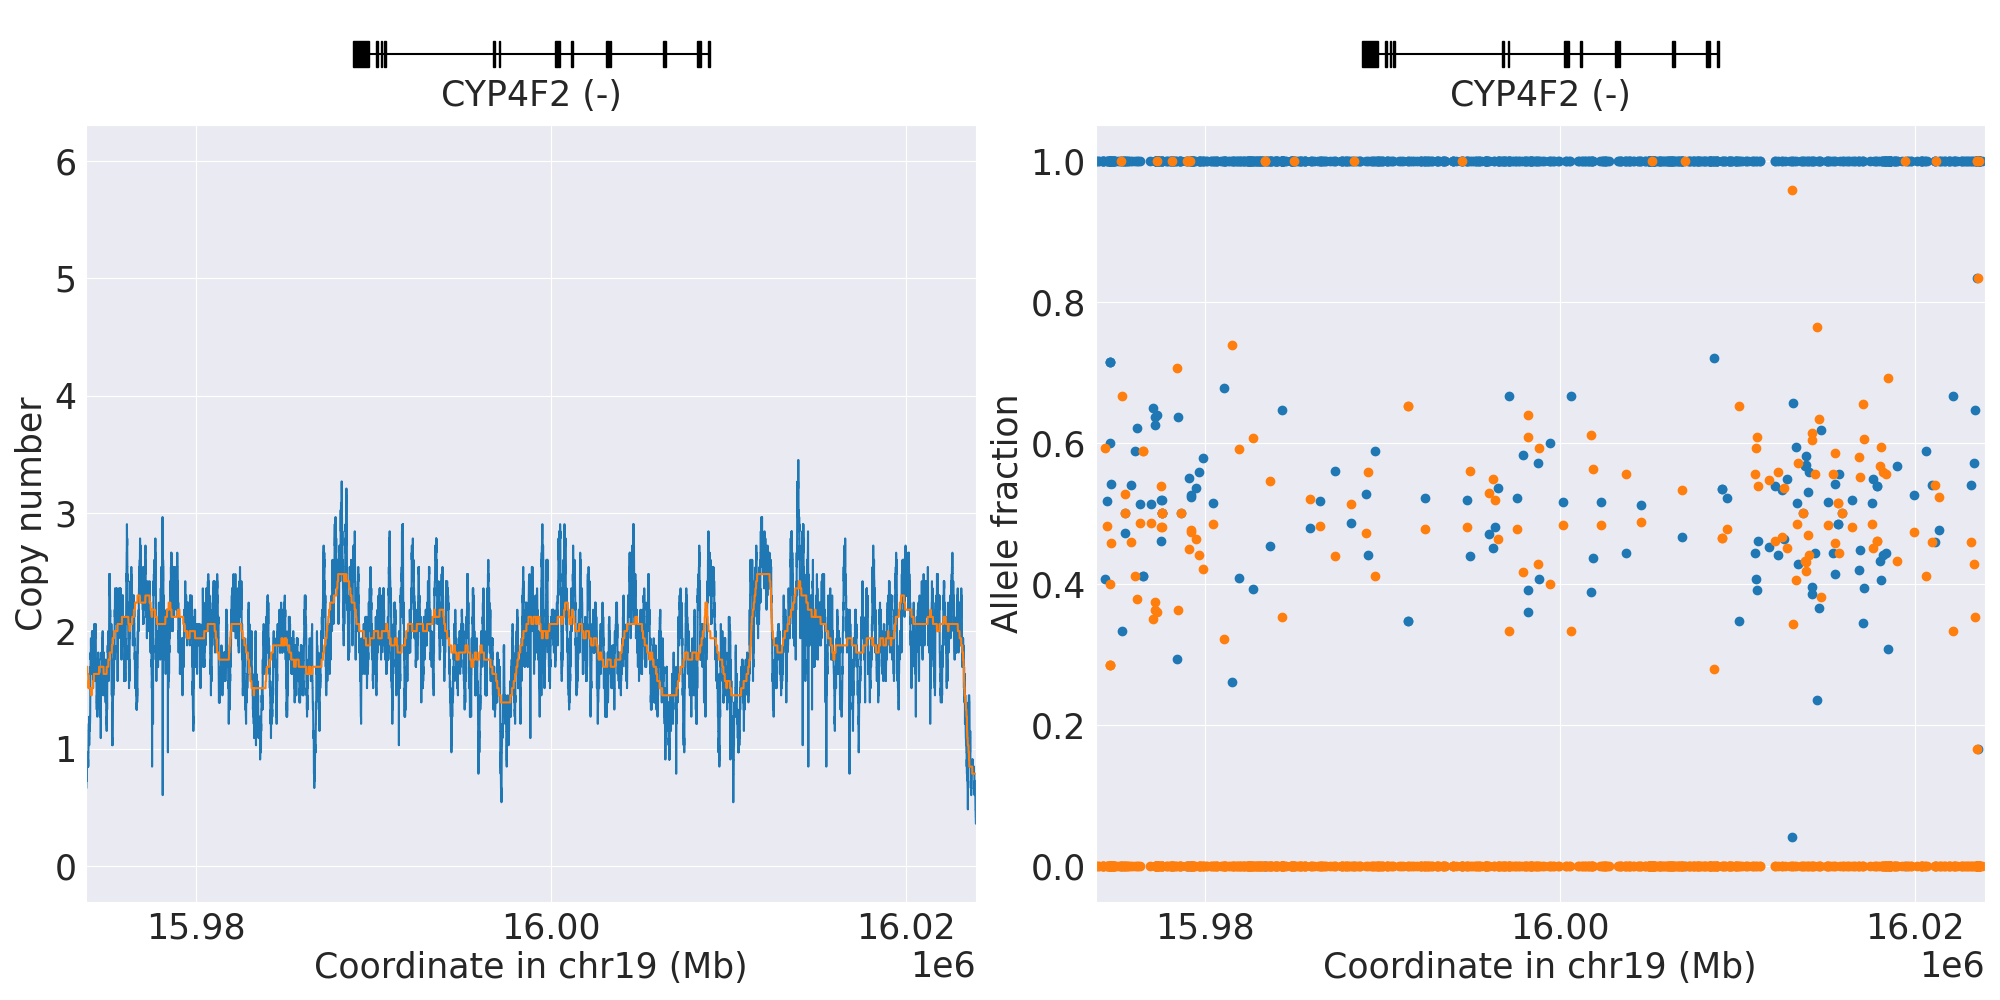 CYP4F2 (-)
6
5
4
3
2
1
0
Copy number
15.98
16.00
16.02
Coordinate in chr19 (Mb)
1e6
CYP4F2 (-)
1.0
0.8
0.6
0.4
0.2
0.0
Allele fraction
15.98
16.00
16.02
Coordinate in chr19 (Mb)
1e6